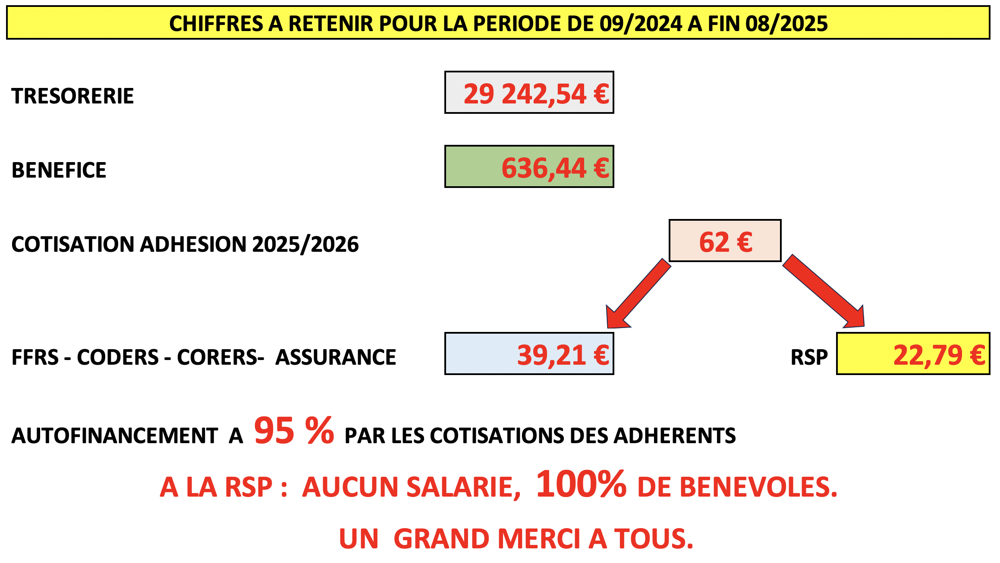 CHIFFRES A RETENIR POUR LA PERIODE DE 09/2024 A FIN 08/2025
TRESORERIE 29 242,54 €
BENEFICE 636,44 €
COTISATION ADHESION 2025/2026 62 €
FFRS - CODERS - CORERS- ASSURANCE 39,21 € RSP 22,79 €
AUTOFINANCEMENT A 95 % PAR LES COTISATIONS DES ADHERENTS
A LA RSP : AUCUN SALARIE, 100% DE BENEVOLES.
UN GRAND MERCI A TOUS.